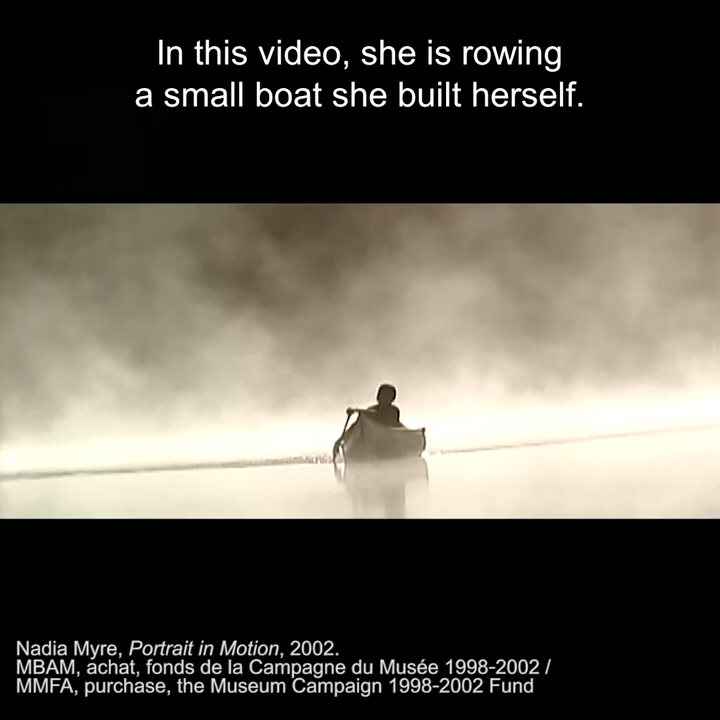 In this video, she is rowing
a small boat she built herself.
Nadia Myre, Portrait in Motion, 2002.
MBAM, achat, fonds de la Campagne du Musée 1998-2002 /
MMFA, purchase, the Museum Campaign 1998-2002 Fund